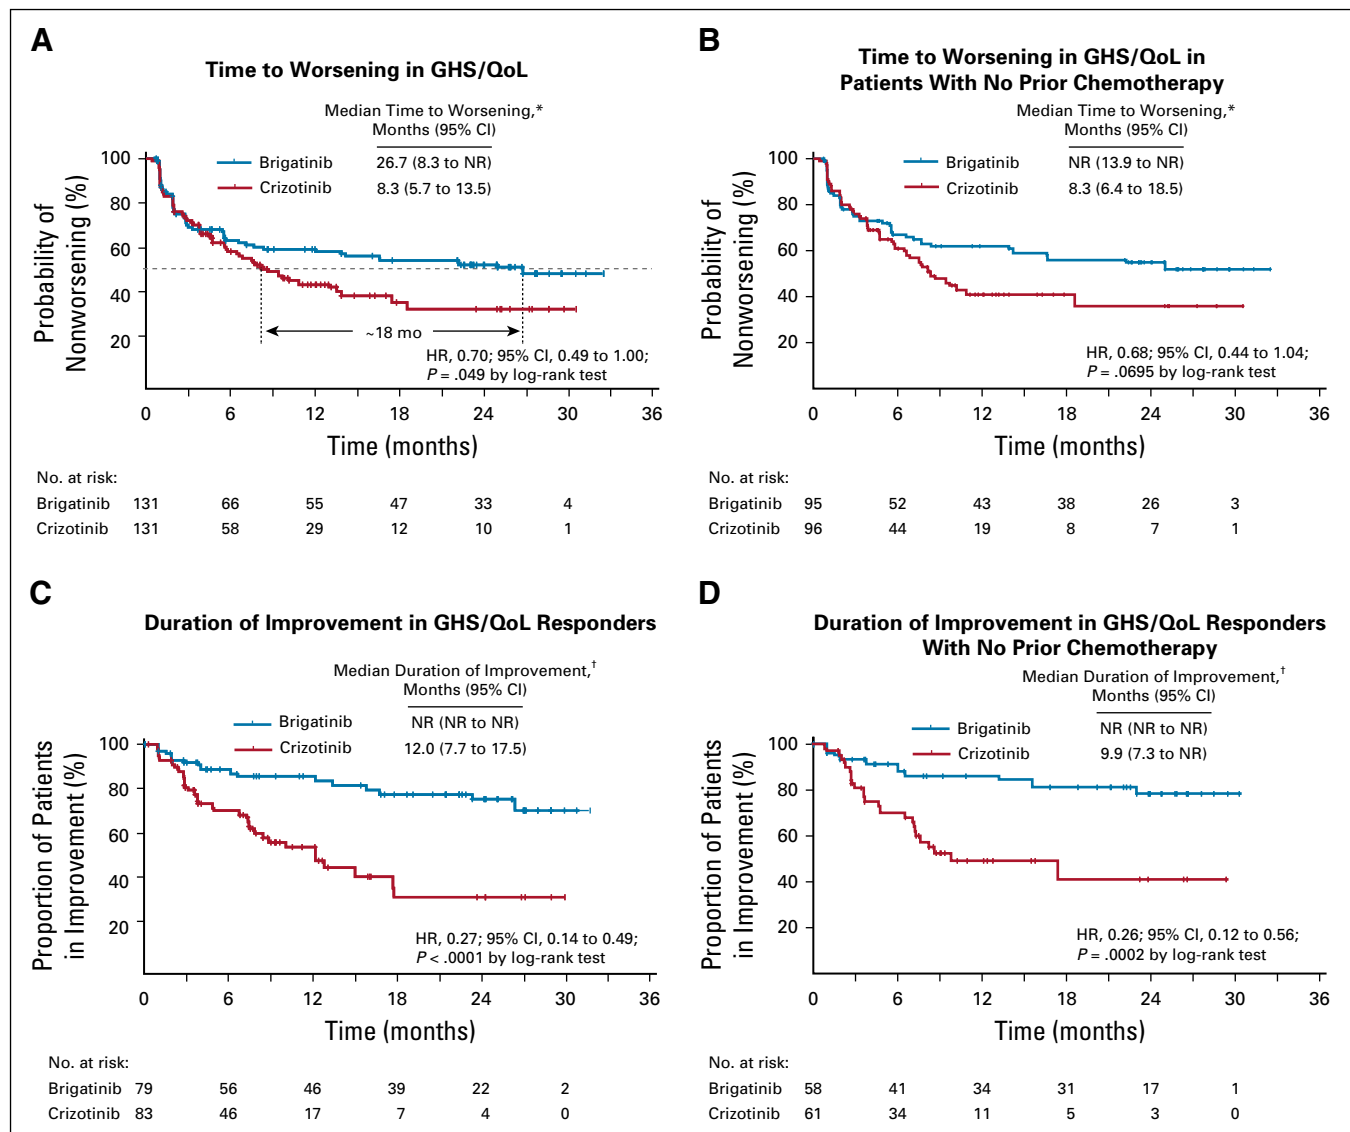 A
Time to Worsening in GHS/QoL
Median Time to Worsening,*
Months (95% CI)
Brigatinib 26.7 (8.3 to NR)
Crizotinib 8.3 (5.7 to 13.5)
Probability of
Nonworsening (%)
100
80
60
40
20
~18 mo
HR, 0.70; 95% CI, 0.49 to 1.00;
P = .049 by log-rank test
0 6 12 18 24 30 36
Time (months)
No. at risk:
Brigatinib 131 66 55 47 33 4
Crizotinib 131 58 29 12 10 1
B
Time to Worsening in GHS/QoL in
Patients With No Prior Chemotherapy
Median Time to Worsening,*
Months (95% CI)
Brigatinib NR (13.9 to NR)
Crizotinib 8.3 (6.4 to 18.5)
Probability of
Nonworsening (%)
100
80
60
40
20
HR, 0.68; 95% CI, 0.44 to 1.04;
P = .0695 by log-rank test
0 6 12 18 24 30 36
Time (months)
No. at risk:
Brigatinib 95 52 43 38 26 3
Crizotinib 96 44 19 8 7 1
C
Duration of Improvement in GHS/QoL Responders
Median Duration of Improvement,†
Months (95% CI)
Brigatinib NR (NR to NR)
Crizotinib 12.0 (7.7 to 17.5)
Proportion of Patients
in Improvement (%)
100
80
60
40
20
HR, 0.27; 95% CI, 0.14 to 0.49;
P < .0001 by log-rank test
0 6 12 18 24 30 36
Time (months)
No. at risk:
Brigatinib 79 56 46 39 22 2
Crizotinib 83 46 17 7 4 0
D
Duration of Improvement in GHS/QoL Responders
With No Prior Chemotherapy
Median Duration of Improvement,†
Months (95% CI)
Brigatinib NR (NR to NR)
Crizotinib 9.9 (7.3 to NR)
Proportion of Patients
in Improvement (%)
100
80
60
40
20
HR, 0.26; 95% CI, 0.12 to 0.56;
P = .0002 by log-rank test
0 6 12 18 24 30 36
Time (months)
No. at risk:
Brigatinib 58 41 34 31 17 1
Crizotinib 61 34 11 5 3 0